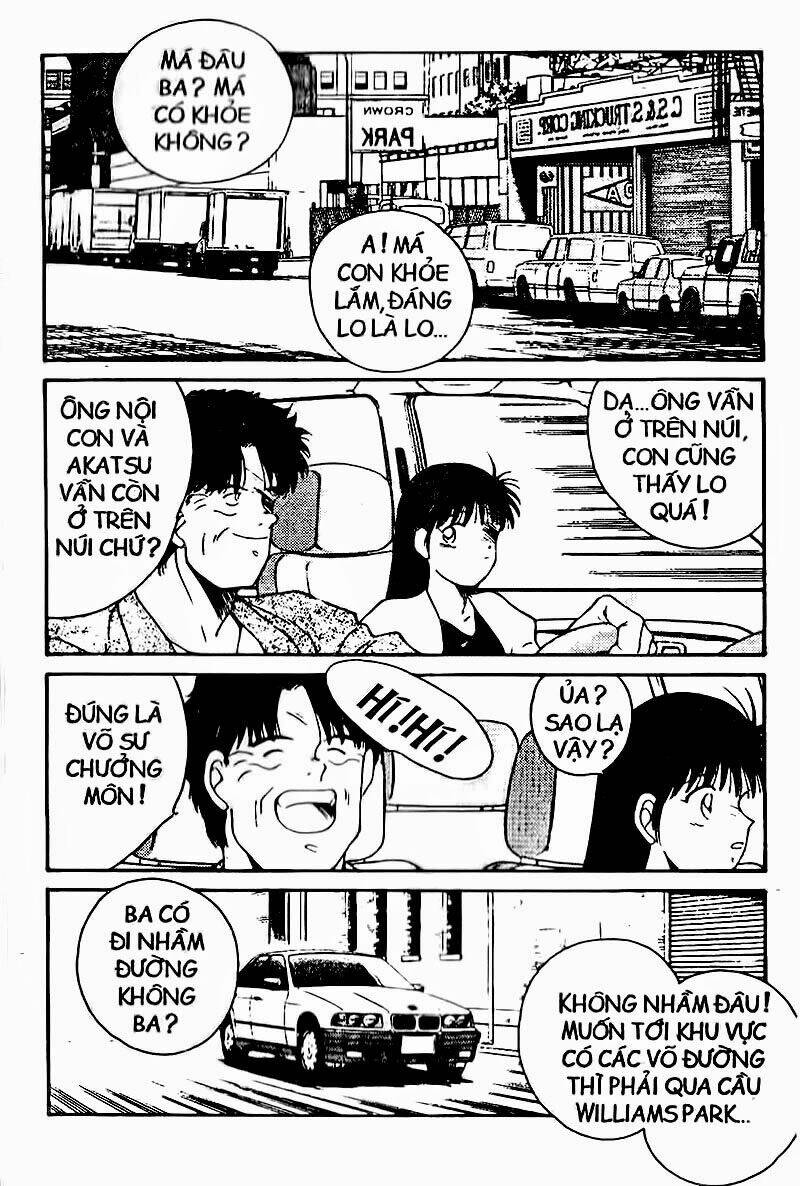 MÁ ĐÂU
BA? MÁ
CÓ KHỎE
KHÔNG?
CROWN
PARK
C.S.&S. TRUCKING CORP.
A! MÁ
CON KHỎE
LẮM, ĐÁNG
LO LÀ LO...
ÔNG NỘI
CON VÀ
AKATSU
VẪN CÒN
Ở TRÊN
NÚI CHỨ?
DẠ...ÔNG VẪN
Ở TRÊN NÚI,
CON CŨNG
THẤY LO
QUÁ!
ĐÚNG LÀ
VÕ SƯ
CHƯỞNG
MÔN!
HÍ! HÍ!
ỦA?
SAO LẠ
VẬY?
BA CÓ
ĐI NHẦM
ĐƯỜNG
KHÔNG
BA?
KHÔNG NHẦM ĐÂU!
MUỐN TỚI KHU VỰC
CÓ CÁC VÕ ĐƯỜNG
THÌ PHẢI QUA CẦU
WILLIAMS PARK...